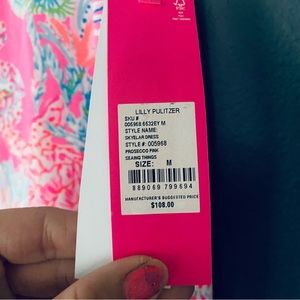 LILLY PULITZER
SKU #
005968 6532EY M
STYLE NAME:
SKYELAR DRESS
STYLE #: 005968
PROSECCO PINK
SEAING THINGS
SIZE: M
889069 799694
MANUFACTURER'S SUGGESTED PRICE
$108.00